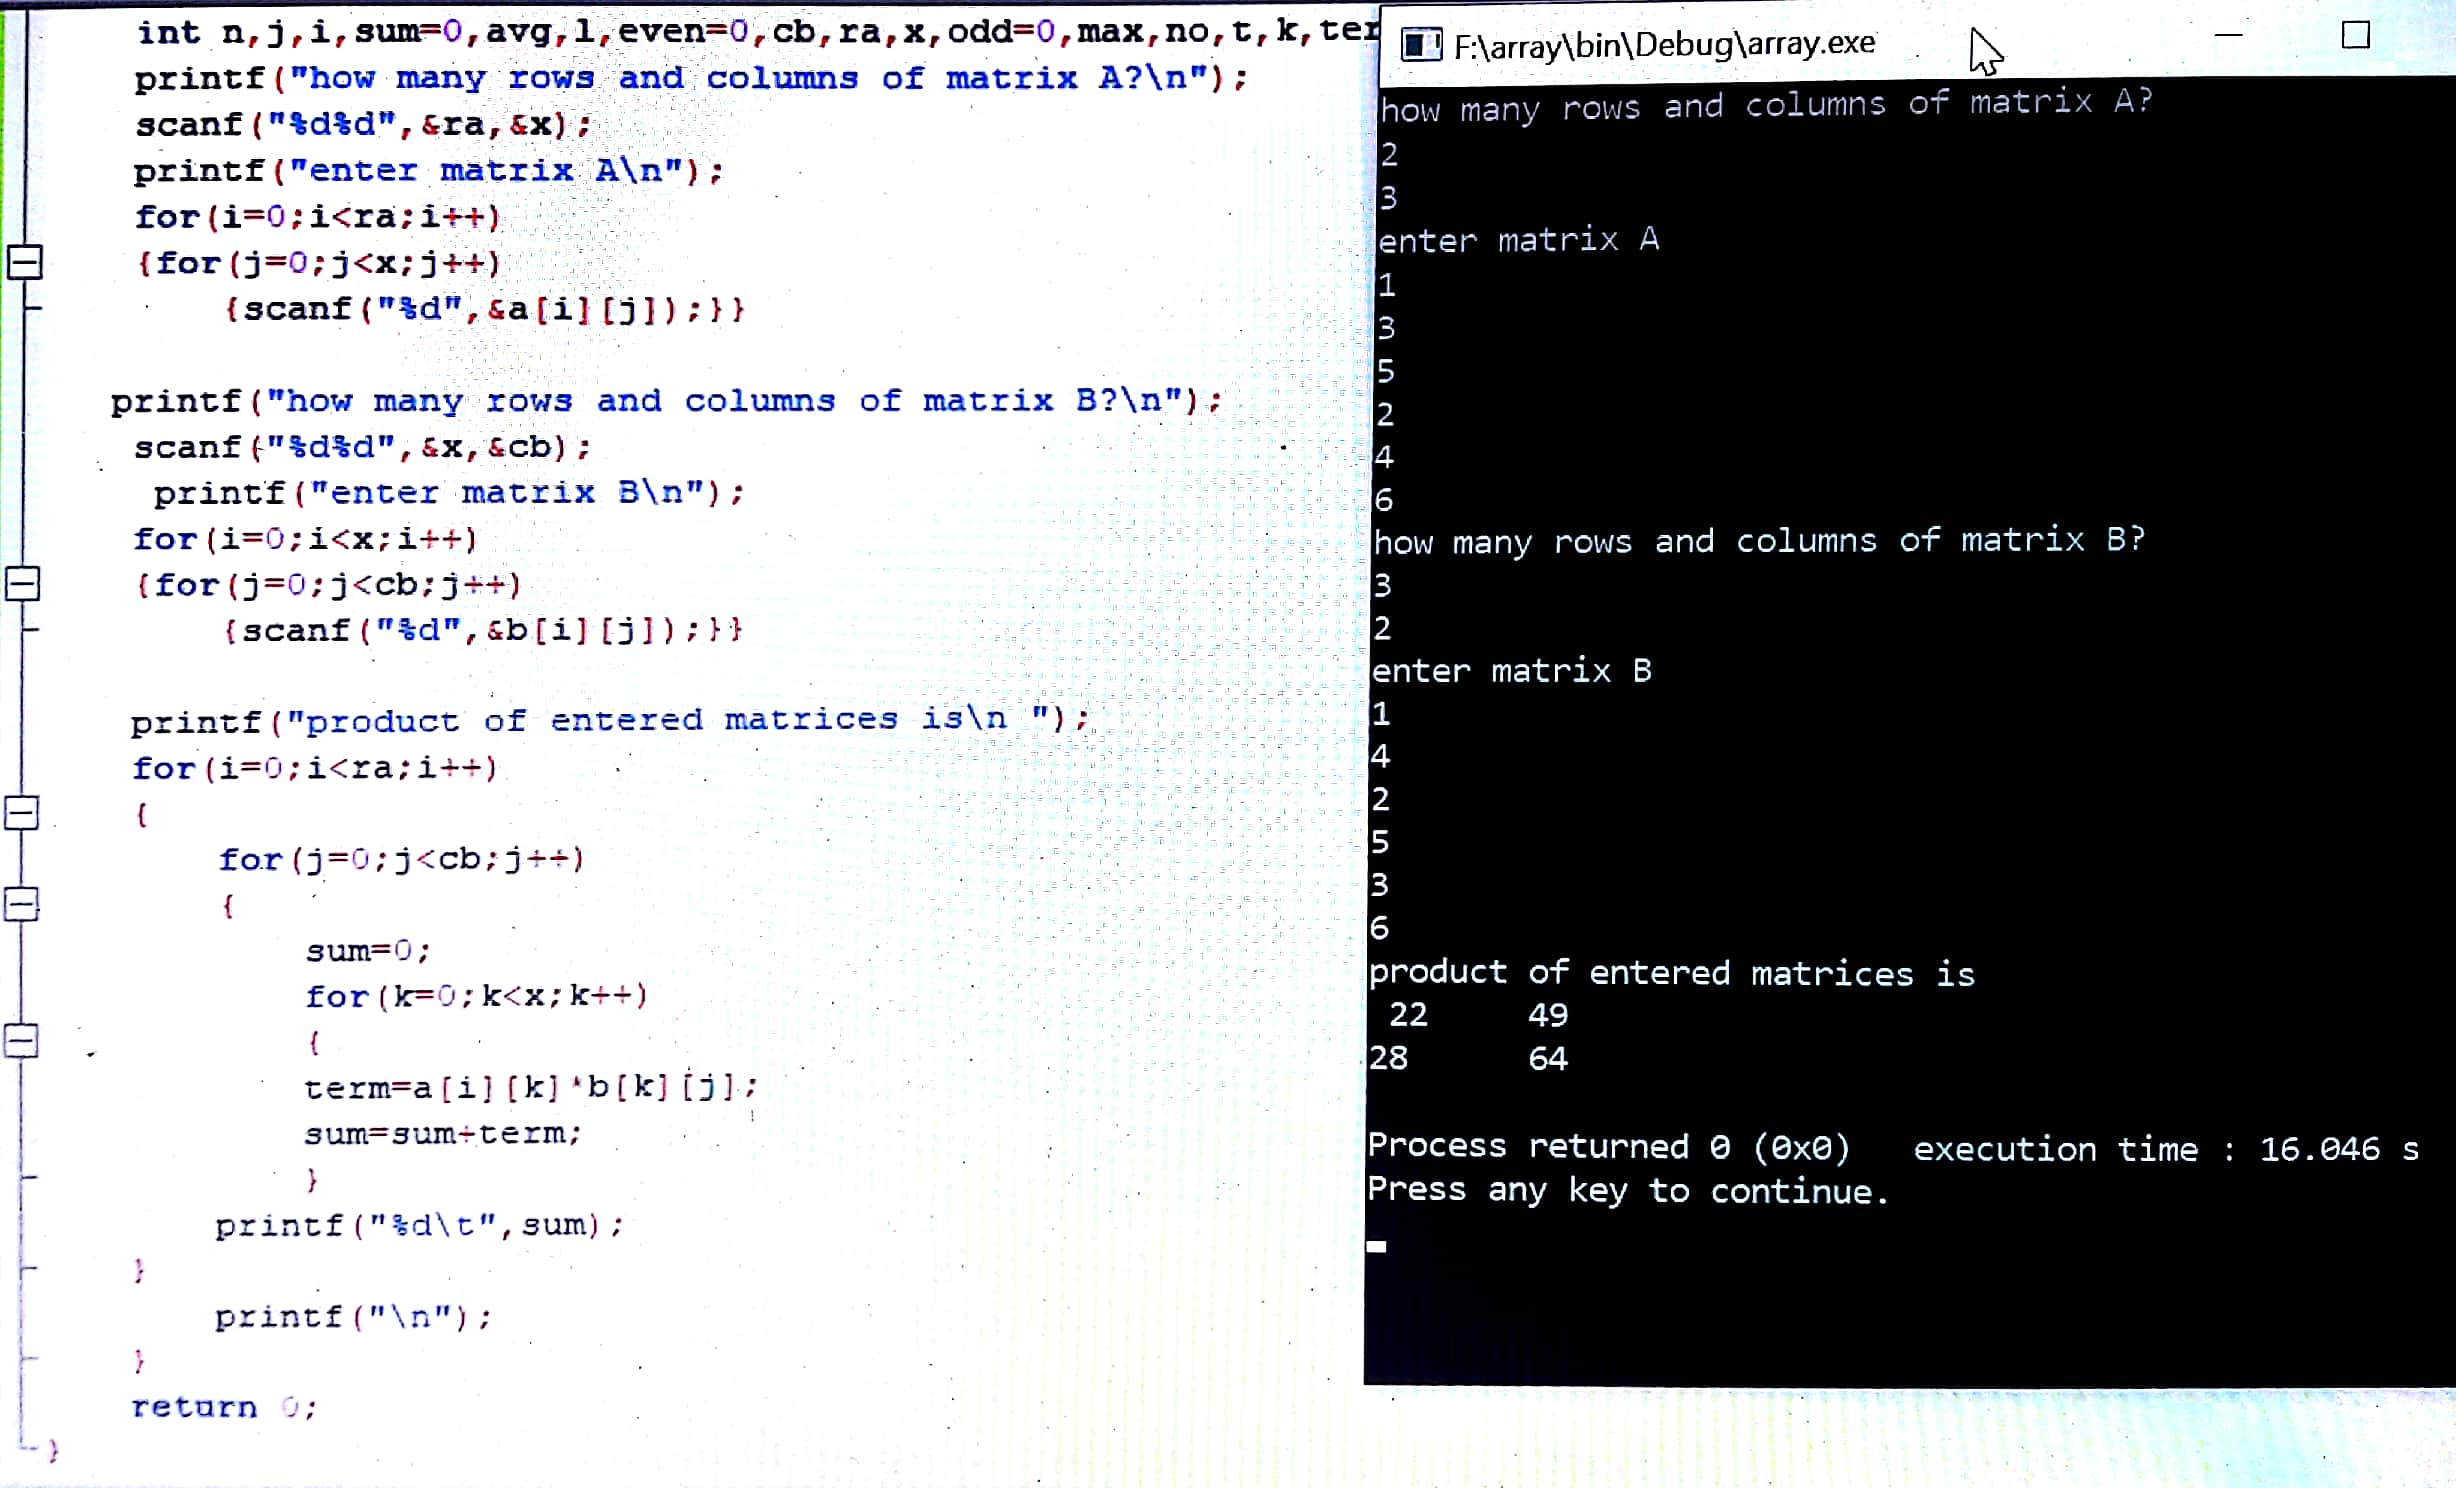 int n,j,i,sum=0,avg,l,even=0,cb,ra,x,odd=0,max,no,t,k,ter
printf("how many rows and columns of matrix A?\n");
scanf("%d%d",&ra,&x);
printf("enter matrix A\n");
for(i=0;i<ra;i++)
{for(j=0;j<x;j++)
{scanf("%d",&a[i][j]);}}
printf("how many rows and columns of matrix B?\n");
scanf("%d%d",&x,&cb);
printf("enter matrix B\n");
for(i=0;i<x;i++)
{for(j=0;j<cb;j++)
{scanf("%d",&b[i][j]);}}
printf("product of entered matrices is\n ");
for(i=0;i<ra;i++)
{
for(j=0;j<cb;j++)
{
sum=0;
for(k=0;k<x;k++)
{
term=a[i][k]*b[k][j];
sum=sum+term;
}
printf("%d\t",sum);
}
printf("\n");
}
return 0;
}
F:\array\bin\Debug\array.exe
how many rows and columns of matrix A?
2
3
enter matrix A
1
3
5
2
4
6
how many rows and columns of matrix B?
3
2
enter matrix B
1
4
2
5
3
6
product of entered matrices is
22 49
28 64
Process returned 0 (0x0) execution time : 16.046 s
Press any key to continue.